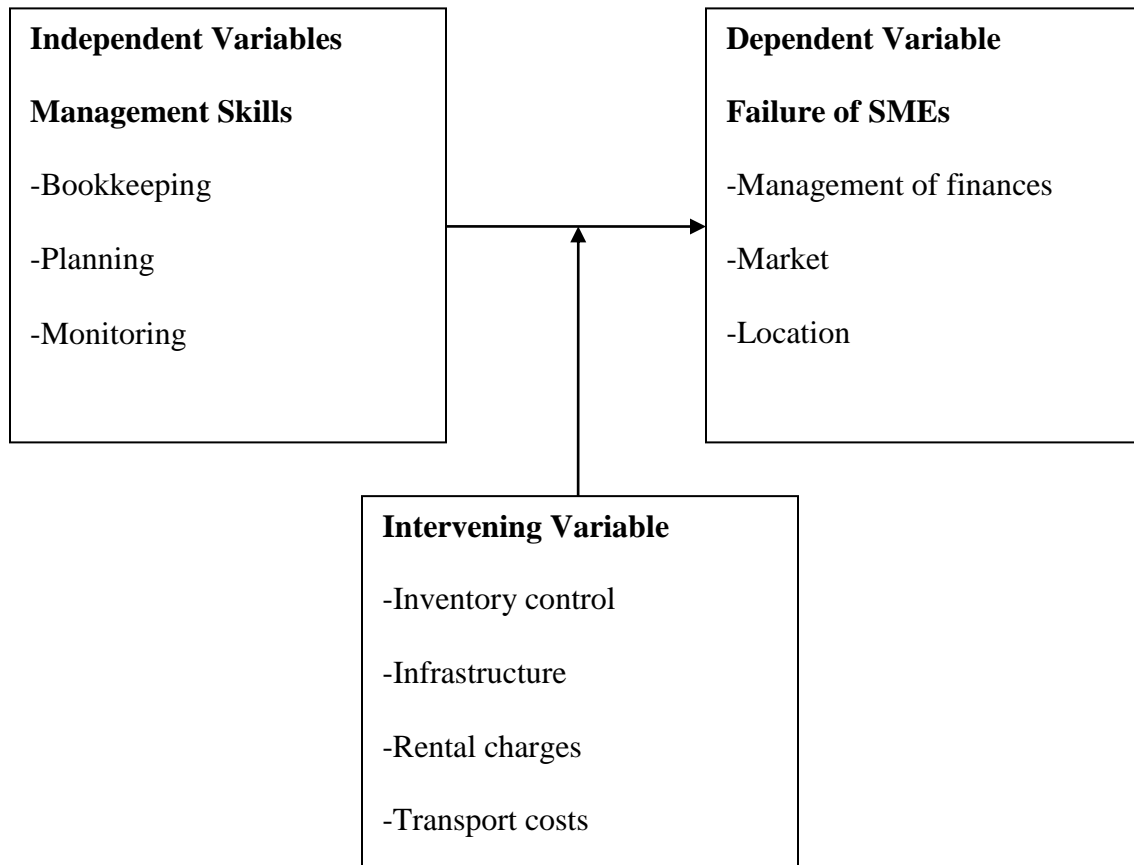 Independent Variables
Management Skills
-Bookkeeping
-Planning
-Monitoring
Dependent Variable
Failure of SMEs
-Management of finances
-Market
-Location
Intervening Variable
-Inventory control
-Infrastructure
-Rental charges
-Transport costs